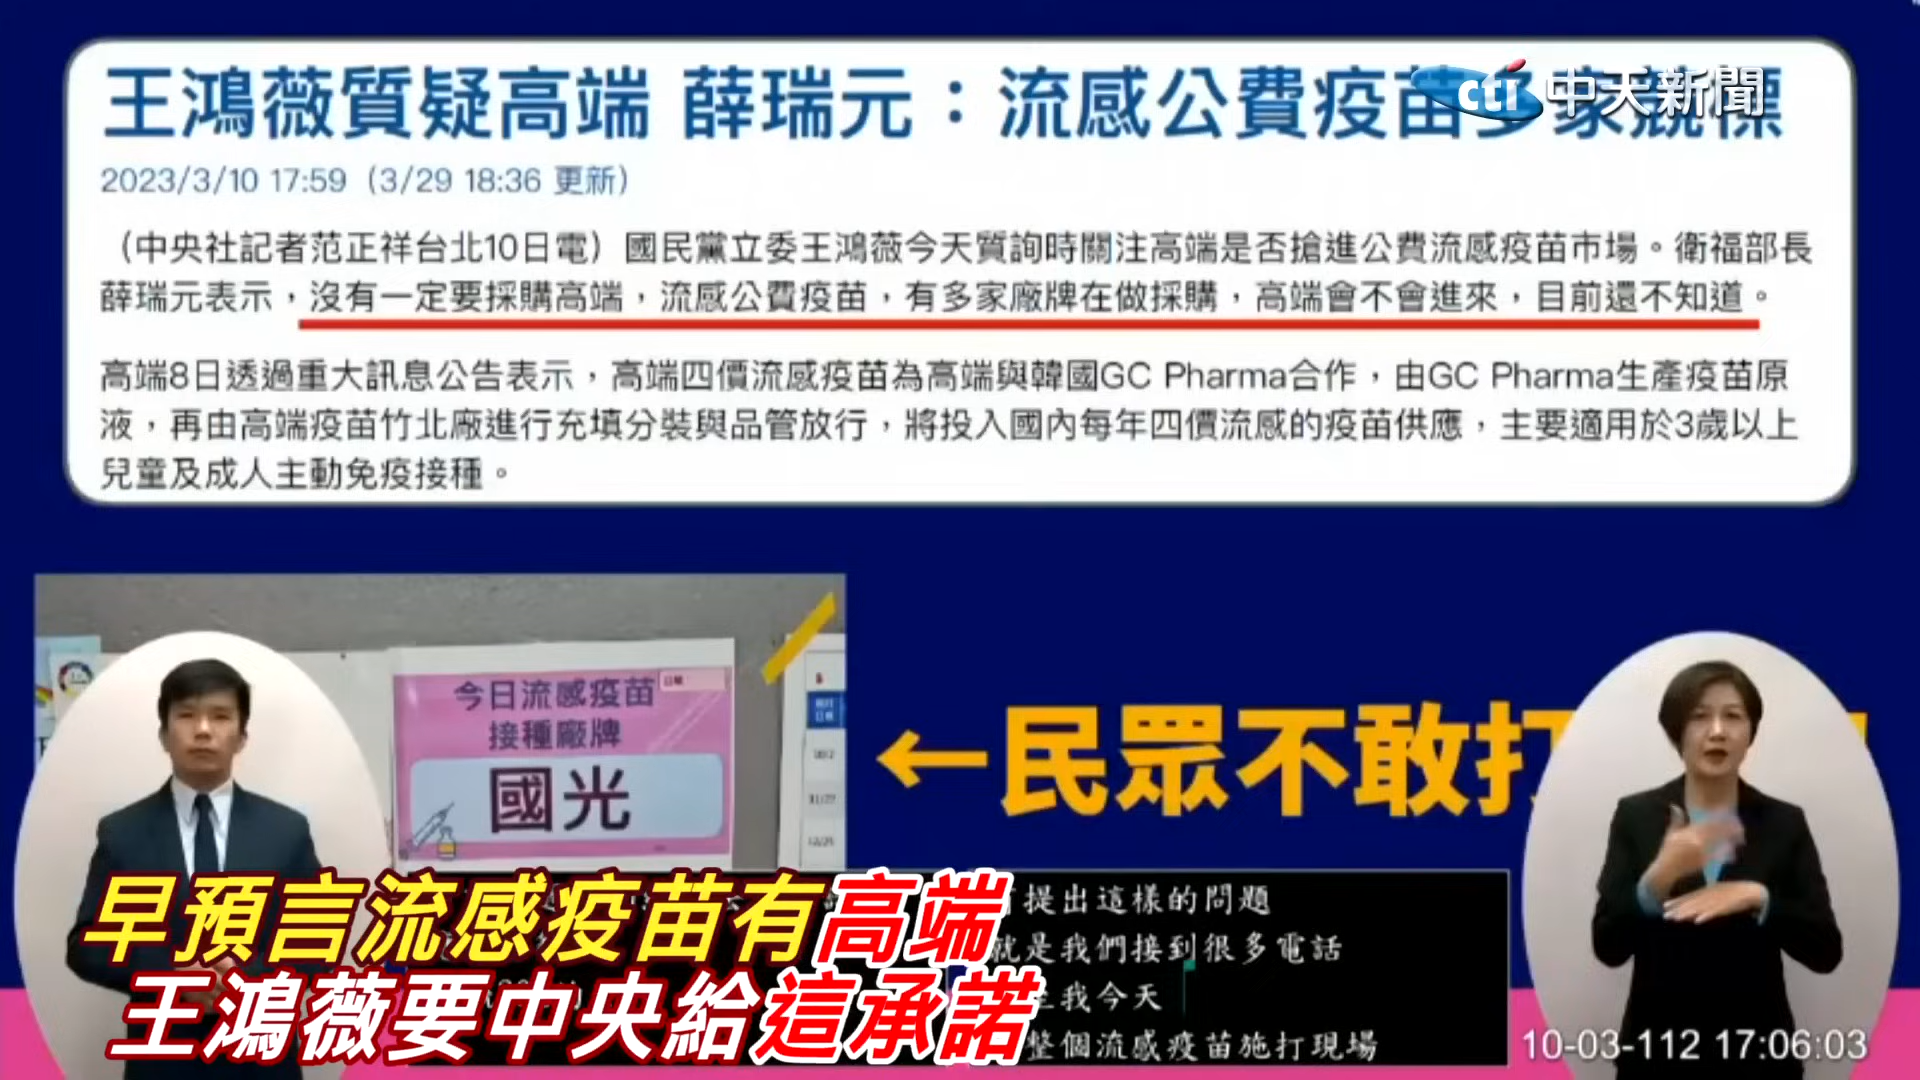 王鴻薇質疑高端 薛瑞元：流感公費疫苗多家競標
cti 中天新聞
2023/3/10 17:59（3/29 18:36 更新）
（中央社記者范正祥台北10日電）國民黨立委王鴻薇今天質詢時關注高端是否搶進公費流感疫苗市場。衛福部長
薛瑞元表示，沒有一定要採購高端，流感公費疫苗，有多家廠牌在做採購，高端會不會進來，目前還不知道。
高端8日透過重大訊息公告表示，高端四價流感疫苗為高端與韓國GC Pharma合作，由GC Pharma生產疫苗原
液，再由高端疫苗竹北廠進行充填分裝與品管放行，將投入國內每年四價流感的疫苗供應，主要適用於3歲以上
兒童及成人主動免疫接種。
今日流感疫苗
接種廠牌
國光
←民眾不敢打
提出這樣的問題
就是我們接到很多電話
我今天
整個流感疫苗施打現場
早預言流感疫苗有高端
王鴻薇要中央給這承諾
10-03-112 17:06:03